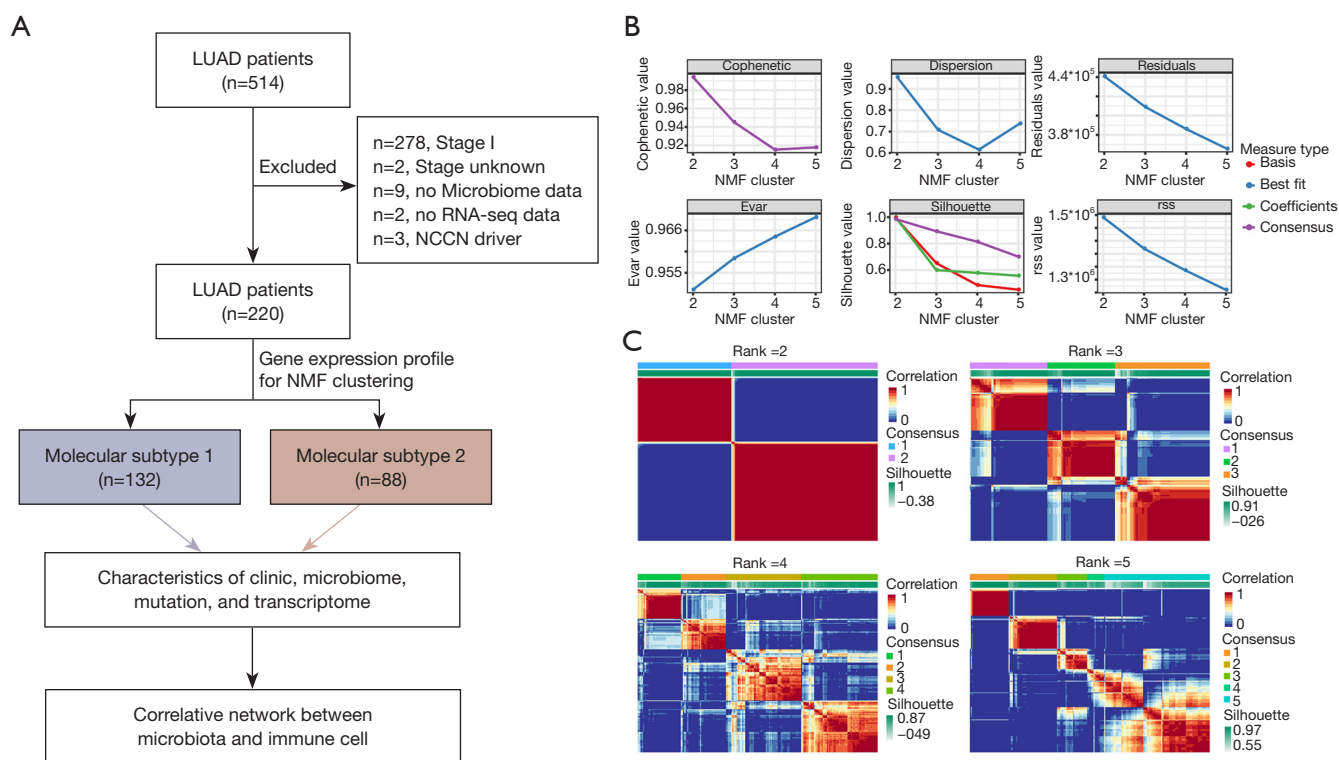 A
LUAD patients
(n=514)
Excluded
n=278, Stage I
n=2, Stage unknown
n=9, no Microbiome data
n=2, no RNA-seq data
n=3, NCCN driver
LUAD patients
(n=220)
Gene expression profile
for NMF clustering
Molecular subtype 1
(n=132)
Molecular subtype 2
(n=88)
Characteristics of clinic, microbiome,
mutation, and transcriptome
Correlative network between
microbiota and immune cell
B
Cophenetic
Cophenetic value
0.98
0.96
0.94
0.92
2 3 4 5
NMF cluster
Dispersion
Dispersion value
0.9
0.8
0.7
0.6
2 3 4 5
NMF cluster
Residuals
Residuals value
4.4*10^5
3.8*10^5
2 3 4 5
NMF cluster
Evar
Evar value
0.966
0.955
2 3 4 5
NMF cluster
Silhouette
Silhouette value
1.0
0.8
0.6
2 3 4 5
NMF cluster
rss
rss value
1.5*10^6
1.3*10^6
2 3 4 5
NMF cluster
Measure type
Basis
Best fit
Coefficients
Consensus
C
Rank =2
Correlation
1
0
Consensus
1
2
Silhouette
1
−0.38
Rank =3
Correlation
1
0
Consensus
1
2
3
Silhouette
0.91
−026
Rank =4
Correlation
1
0
Consensus
1
2
3
4
Silhouette
0.87
−049
Rank =5
Correlation
1
0
Consensus
1
2
3
4
5
Silhouette
0.97
0.55